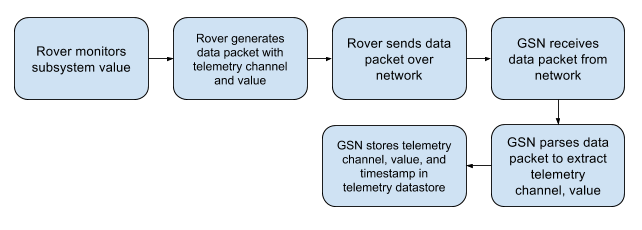 Rover monitors
subsystem value
Rover generates
data packet with
telemetry channel
and value
Rover sends data
packet over
network
GSN receives
data packet from
network
GSN parses data
packet to extract
telemetry
channel, value
GSN stores telemetry
channel, value, and
timestamp in
telemetry datastore